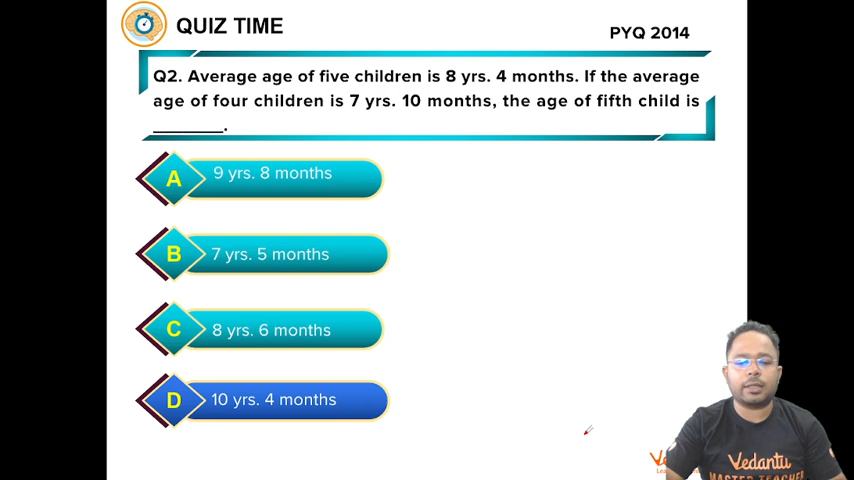 QUIZ TIME
PYQ 2014
Q2. Average age of five children is 8 yrs. 4 months. If the average
age of four children is 7 yrs. 10 months, the age of fifth child is
________.
A 9 yrs. 8 months
B 7 yrs. 5 months
C 8 yrs. 6 months
D 10 yrs. 4 months
Vedantu
MASTER TEACHER